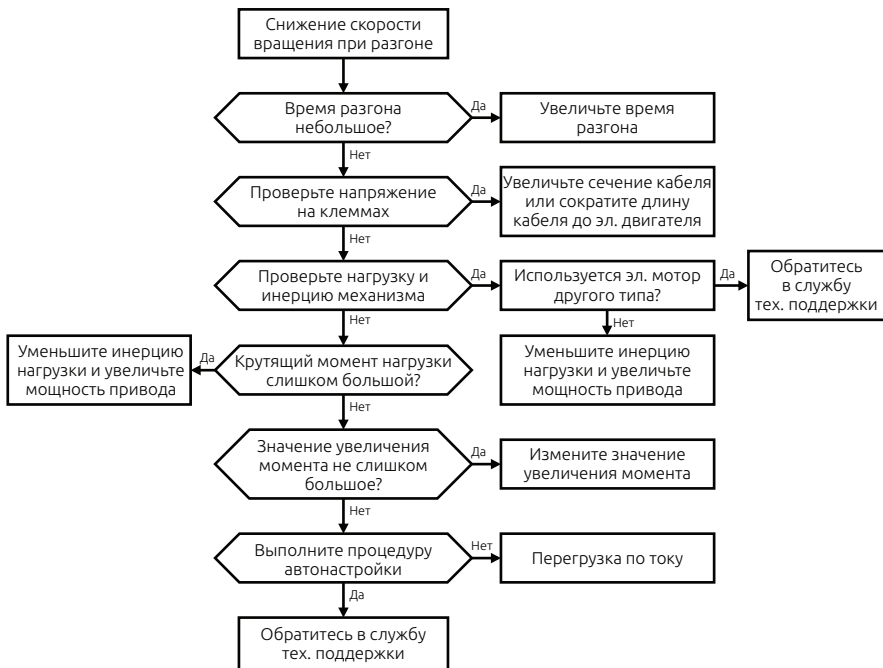 Снижение скорости
вращения при разгоне
Время разгона
небольшое?
Да
Увеличьте время
разгона
Нет
Проверьте напряжение
на клеммах
Да
Увеличьте сечение кабеля
или сократите длину
кабеля до эл. двигателя
Нет
Проверьте нагрузку и
инерцию механизма
Да
Используется эл. мотор
другого типа?
Да
Обратитесь
в службу
тех. поддержки
Нет
Нет
Уменьшите инерцию
нагрузки и увеличьте
мощность привода
Да
Крутящий момент нагрузки
слишком большой?
Уменьшите инерцию
нагрузки и увеличьте
мощность привода
Нет
Значение увеличения
момента не слишком
большое?
Да
Измените значение
увеличения момента
Нет
Выполните процедуру
автонастройки
Нет
Перегрузка по току
Да
Обратитесь в службу
тех. поддержки